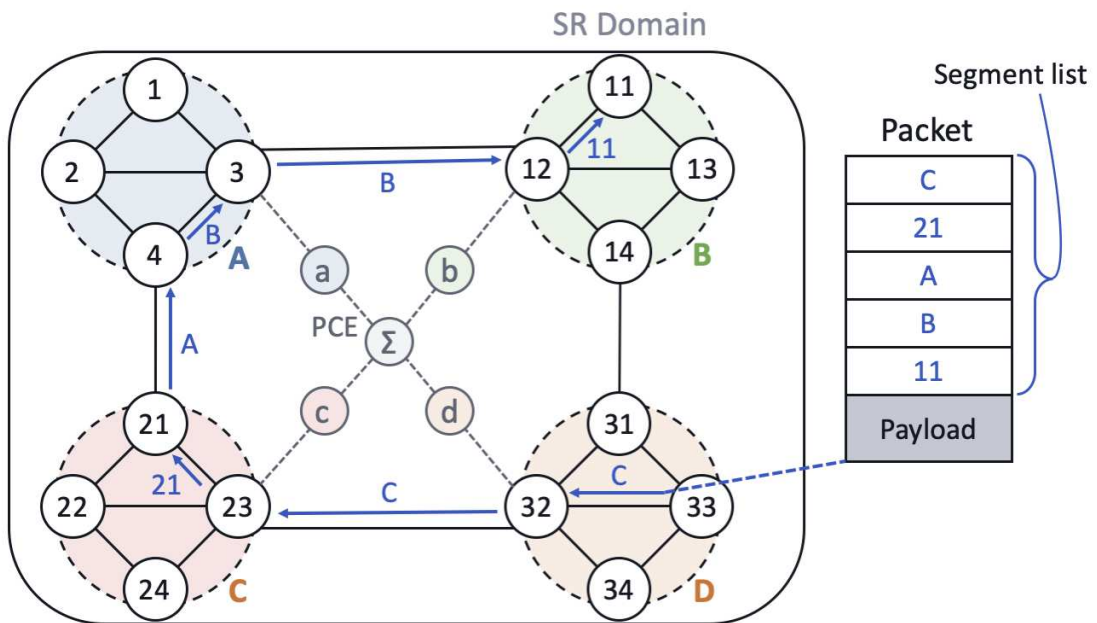 SR Domain
Segment list
Packet
C
21
A
B
11
Payload
1
2
3
4
B
A
B
11
12
13
14
11
B
a
b
PCE
Σ
c
d
A
21
22
23
24
21
C
C
31
32
33
34
C
D